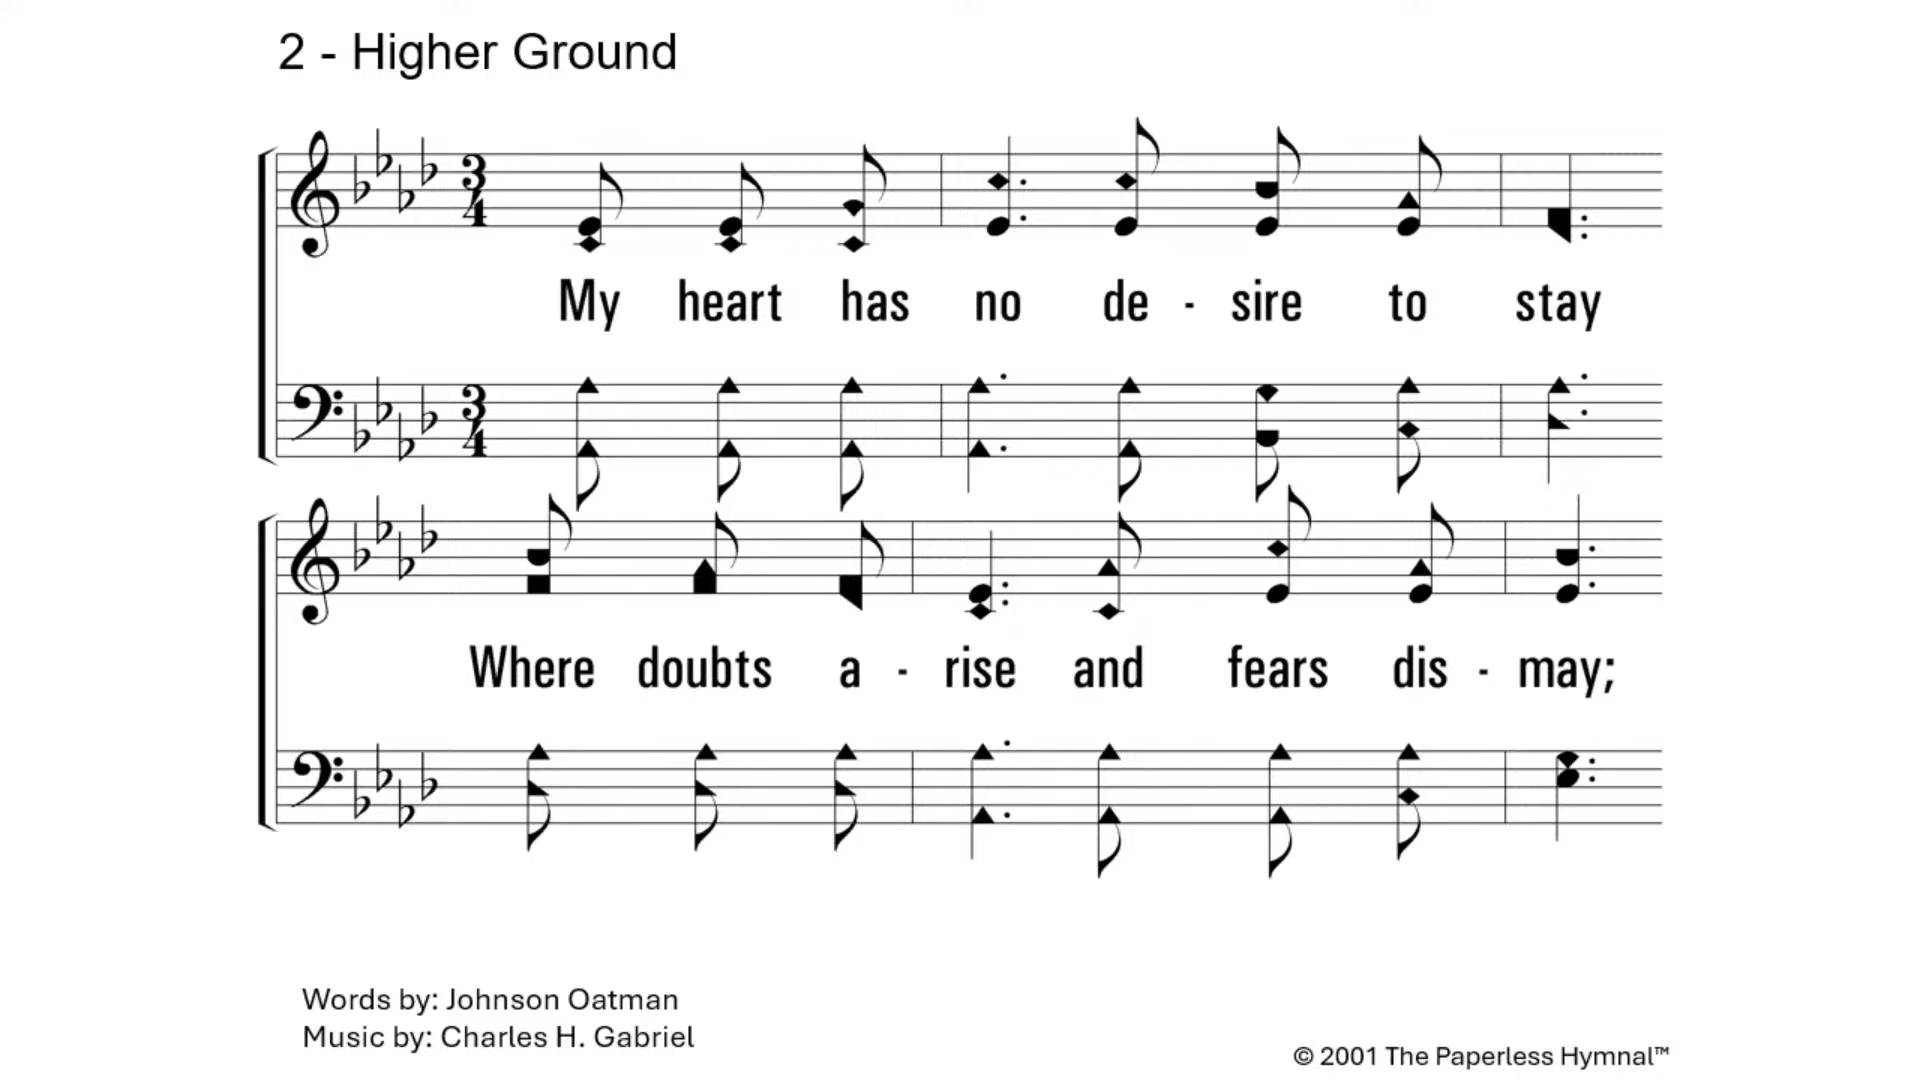 2 - Higher Ground
3
4
My heart has no de - sire to stay
3
4
Where doubts a - rise and fears dis - may;
Words by: Johnson Oatman
Music by: Charles H. Gabriel
© 2001 The Paperless Hymnal™